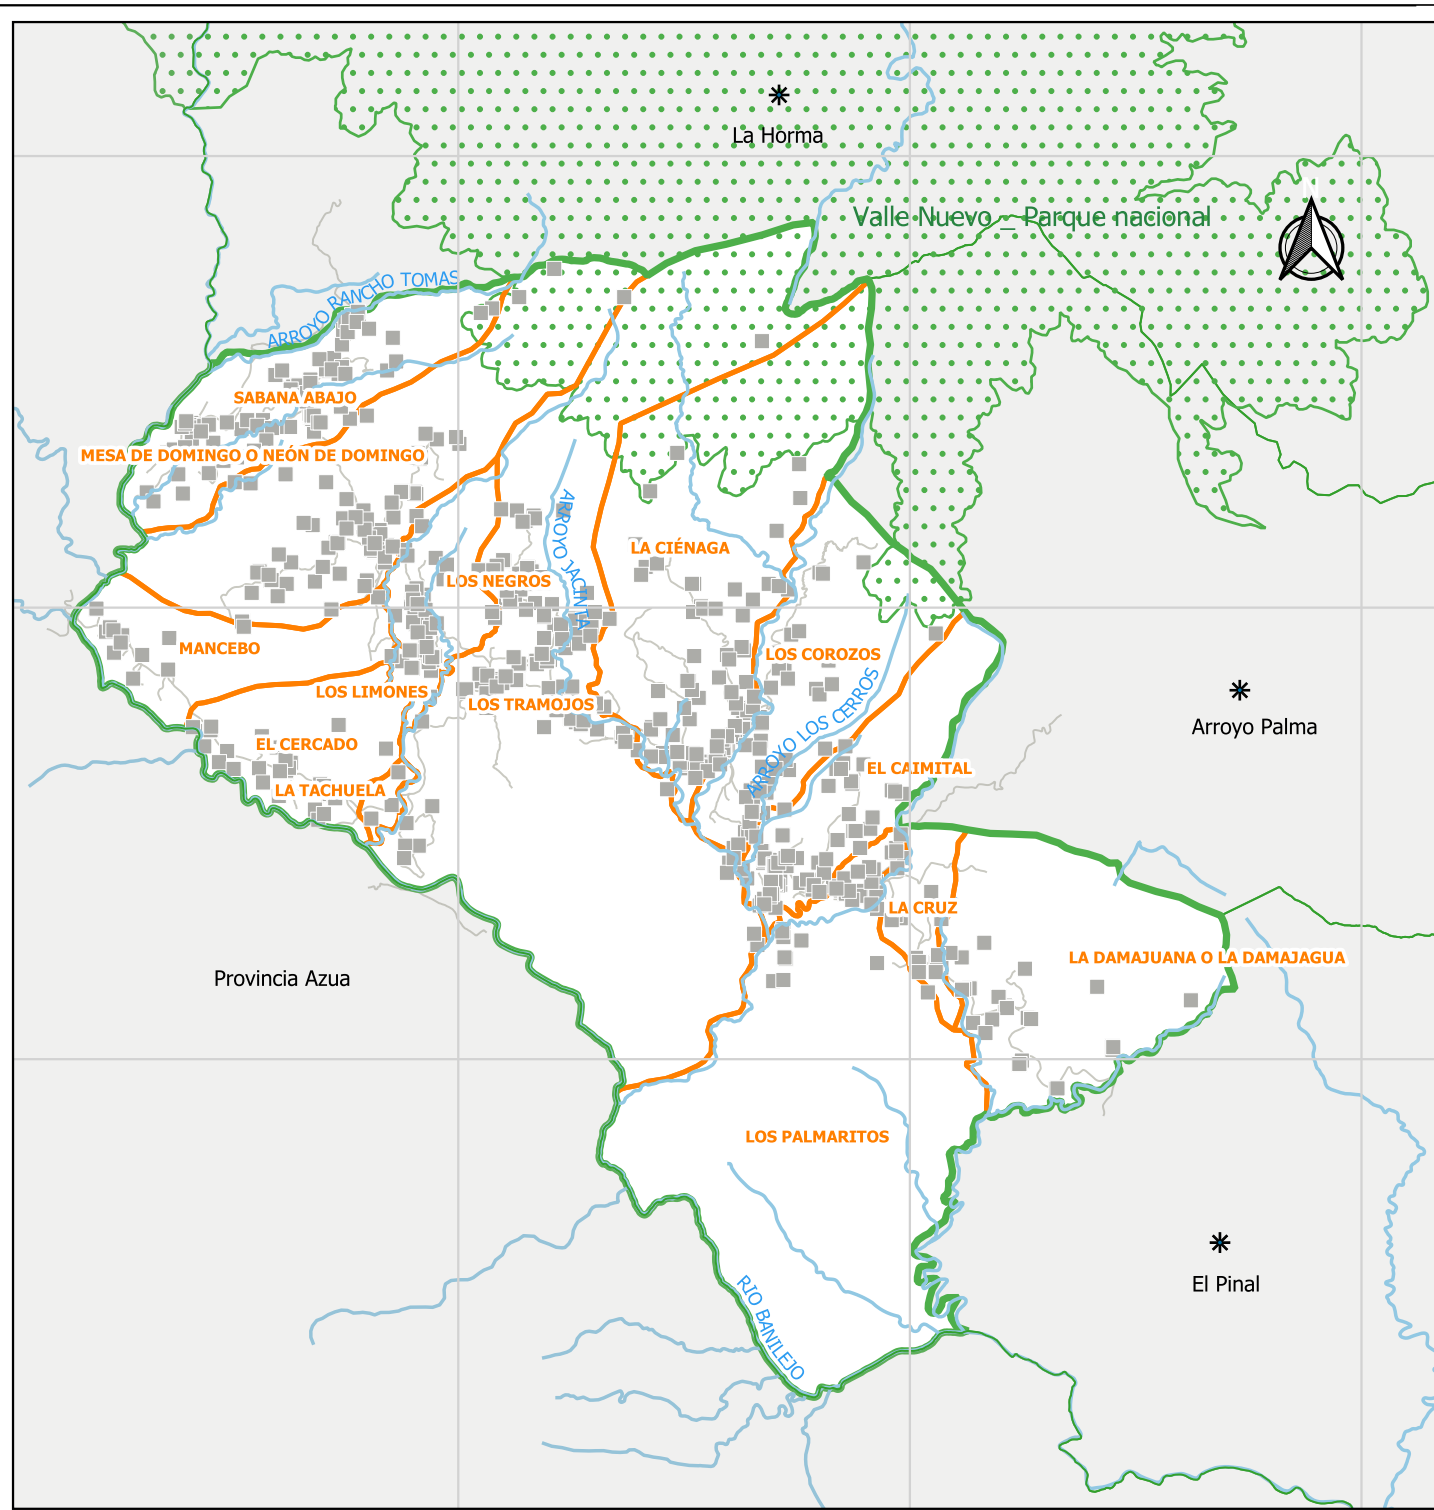 La Horma
N
Valle Nuevo _ Parque nacional
ARROYO RANCHO TOMAS
SABANA ABAJO
MESA DE DOMINGO O NEÓN DE DOMINGO
ARROYO JACINTA
LA CIÉNAGA
LOS NEGROS
MANCEBO
LOS COROZOS
LOS LIMONES
LOS TRAMOJOS
Arroyo Palma
ARROYO LOS CERROS
EL CERCADO
EL CAIMITAL
LA TACHUELA
LA CRUZ
LA DAMAJUANA O LA DAMAJAGUA
Provincia Azua
LOS PALMARITOS
El Pinal
RIO BANILEJO